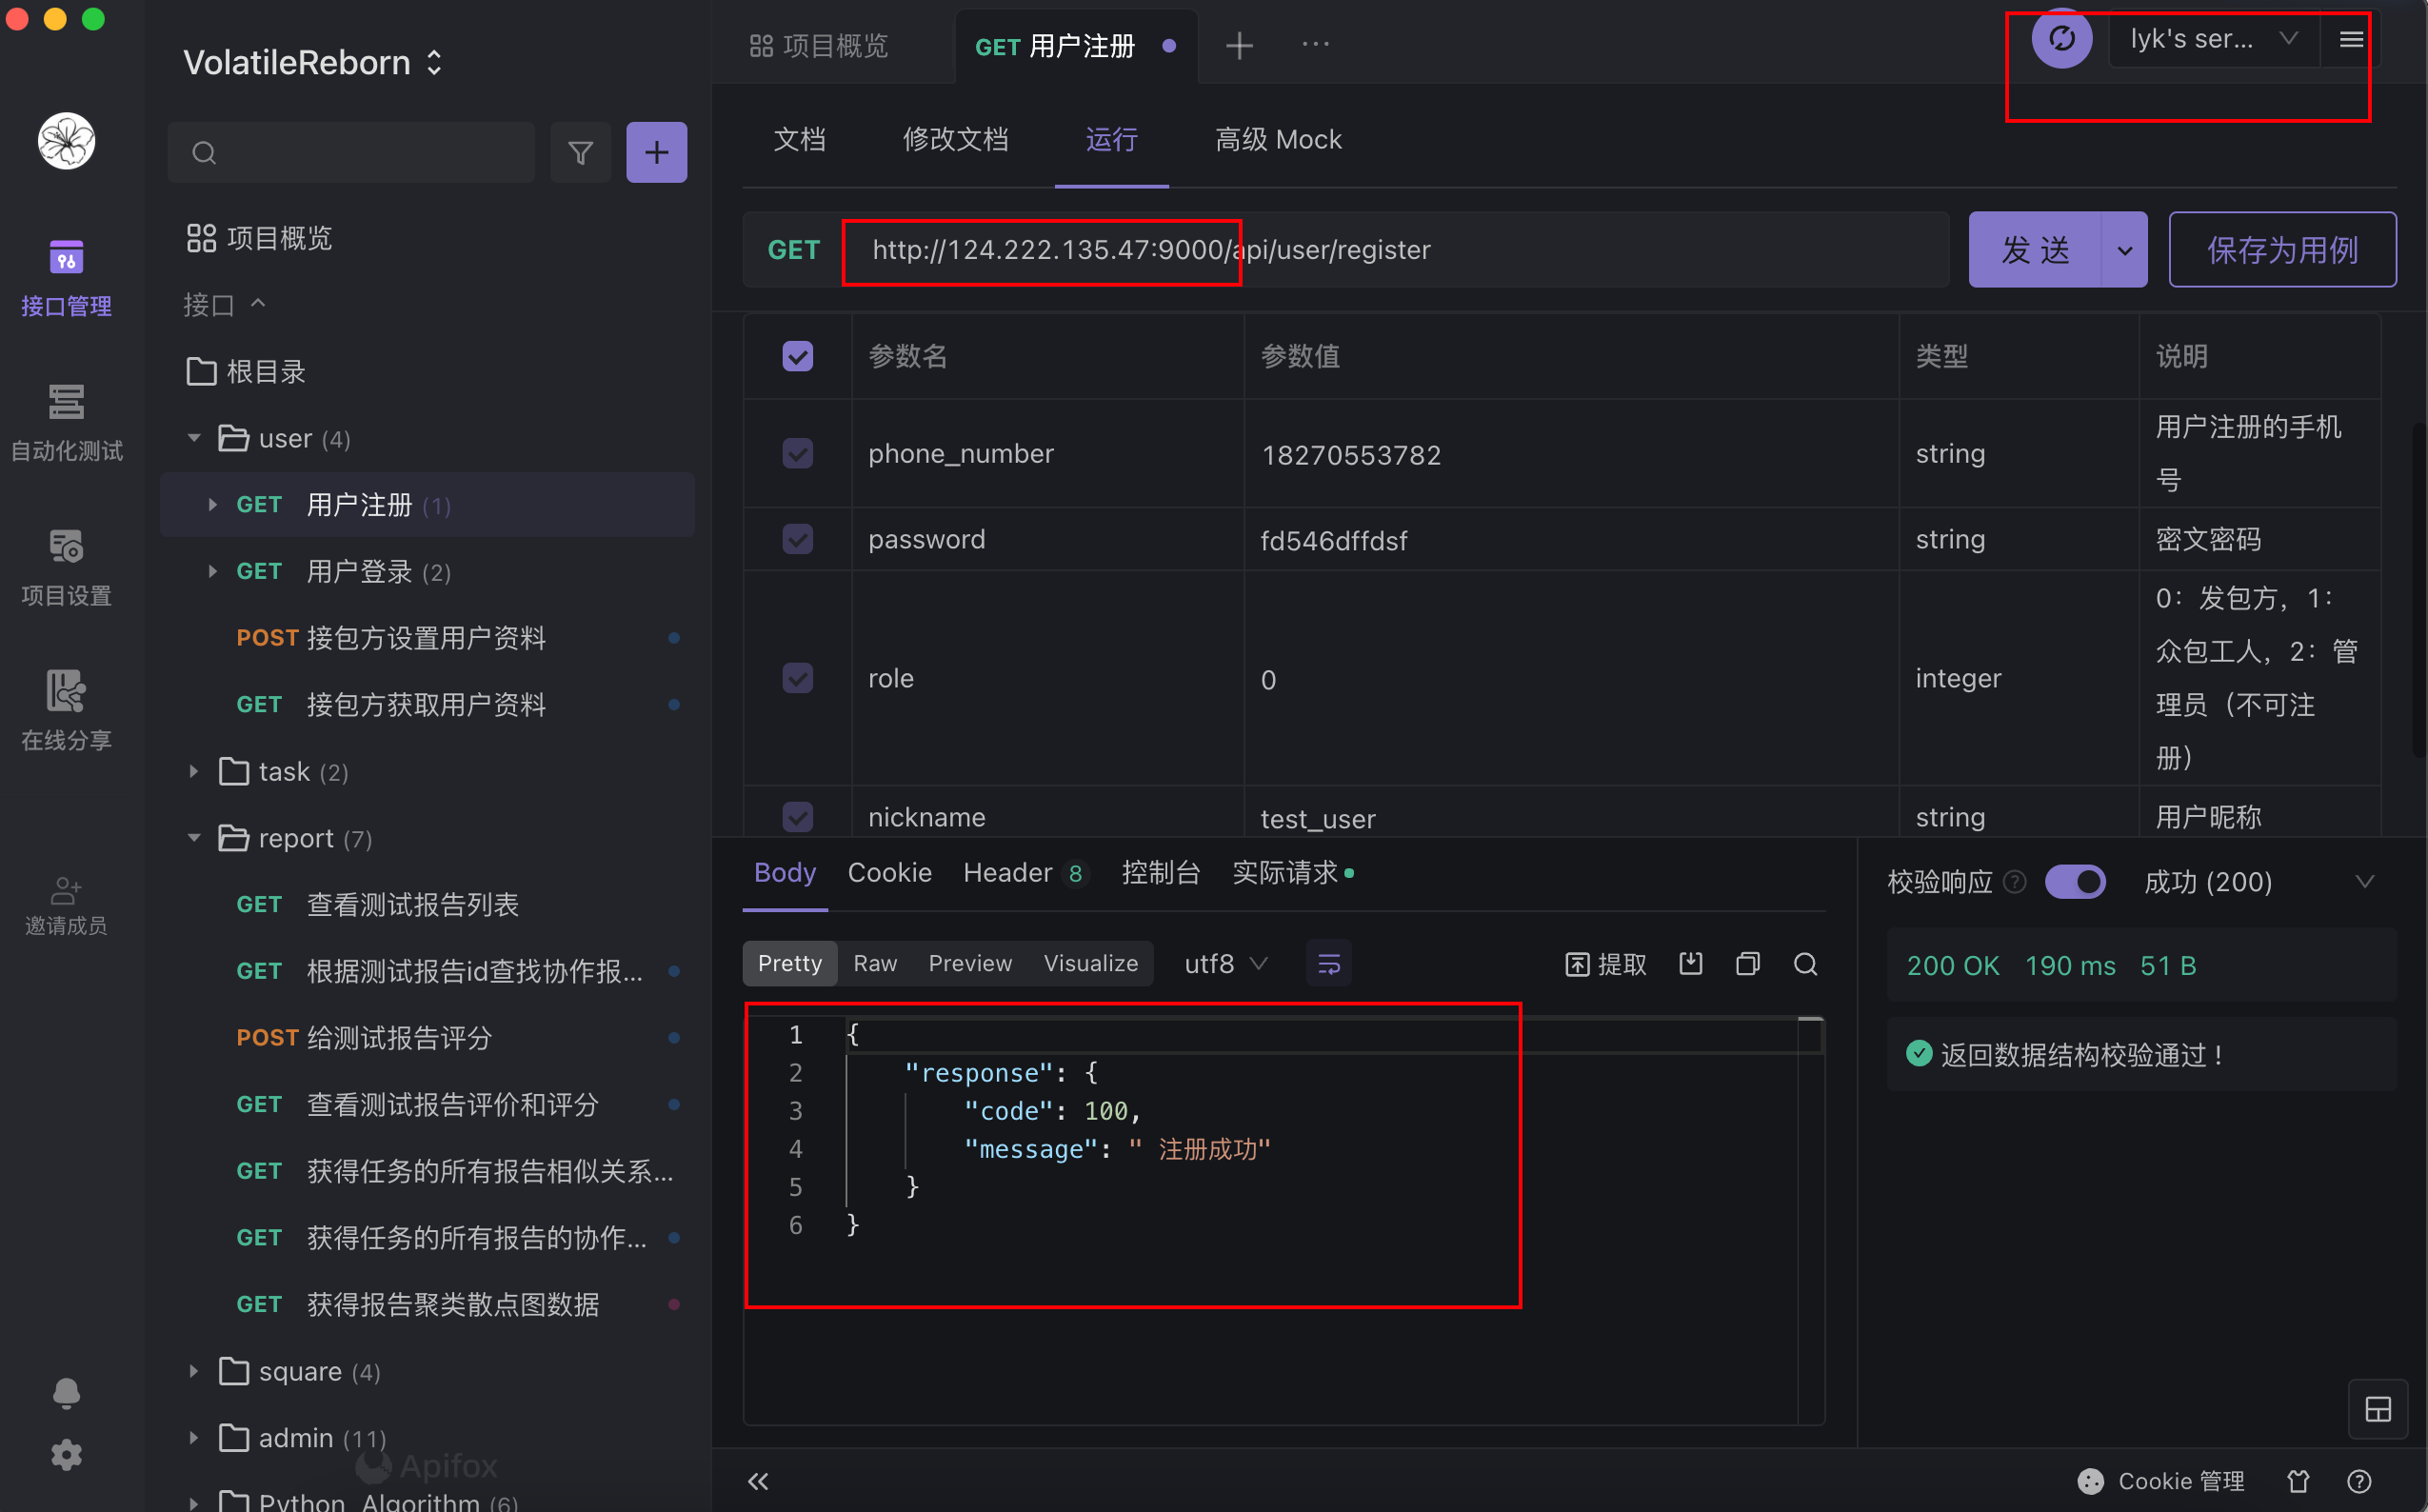 VolatileReborn
接口管理
自动化测试
项目设置
在线分享
邀请成员
项目概览
接口
根目录
user (4)
GET 用户注册 (1)
GET 用户登录 (2)
POST 接包方设置用户资料
GET 接包方获取用户资料
task (2)
report (7)
GET 查看测试报告列表
GET 根据测试报告id查找协作报...
POST 给测试报告评分
GET 查看测试报告评价和评分
GET 获得任务的所有报告相似关系...
GET 获得任务的所有报告的协作...
GET 获得报告聚类散点图数据
square (4)
admin (11)
Apifox
Python_Algorithm (6)
项目概览
GET 用户注册
lyk's ser...
文档 修改文档 运行 高级 Mock
GET http://124.222.135.47:9000/api/user/register
发 送
保存为用例
参数名 参数值 类型 说明
phone_number 18270553782 string 用户注册的手机
号
password fd546dffdsf string 密文密码
role 0 integer 0：发包方，1：
众包工人，2：管
理员（不可注
册）
nickname test_user string 用户昵称
Body Cookie Header 8 控制台 实际请求
Pretty Raw Preview Visualize utf8 提取
1 {
2 "response": {
3 "code": 100,
4 "message": " 注册成功"
5 }
6 }
校验响应 成功 (200)
200 OK 190 ms 51 B
返回数据结构校验通过！
Cookie 管理